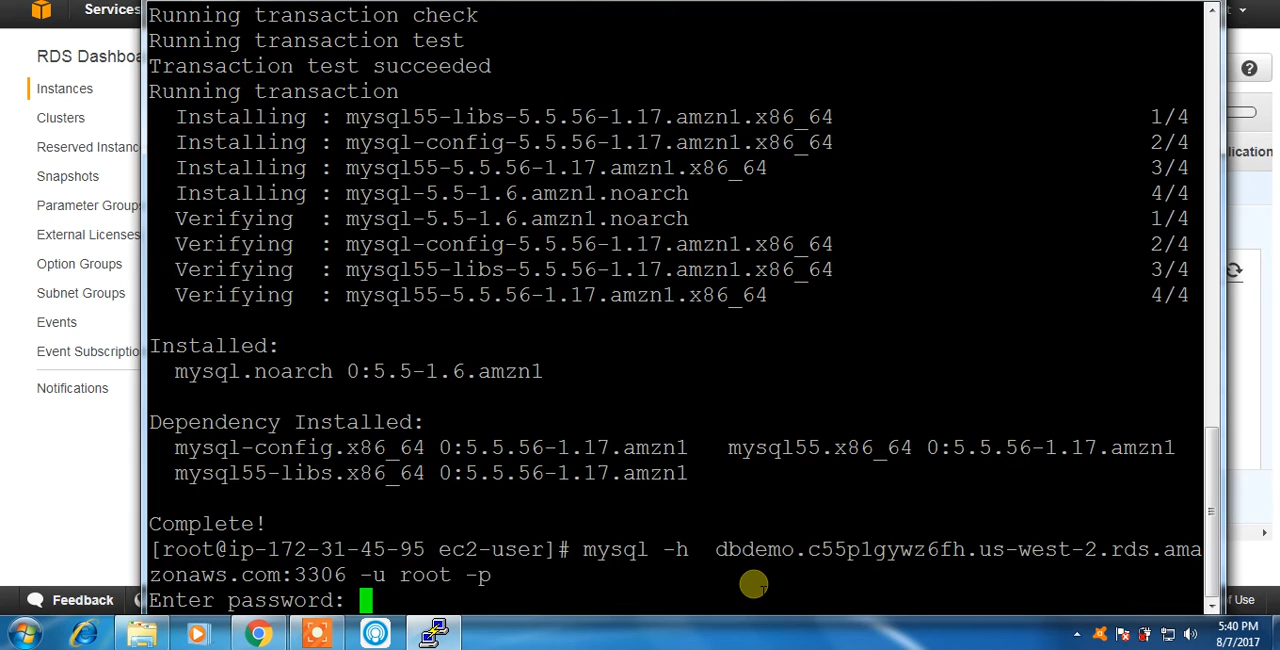 Services
RDS Dashboa
Instances
Clusters
Reserved Instanc
Snapshots
Parameter Groups
External Licenses
Option Groups
Subnet Groups
Events
Event Subscriptio
Notifications
Running transaction check
Running transaction test
Transaction test succeeded
Running transaction
Installing : mysql55-libs-5.5.56-1.17.amzn1.x86_64 1/4
Installing : mysql-config-5.5.56-1.17.amzn1.x86_64 2/4
Installing : mysql55-5.5.56-1.17.amzn1.x86_64 3/4
Installing : mysql-5.5-1.6.amzn1.noarch 4/4
Verifying : mysql-5.5-1.6.amzn1.noarch 1/4
Verifying : mysql-config-5.5.56-1.17.amzn1.x86_64 2/4
Verifying : mysql55-libs-5.5.56-1.17.amzn1.x86_64 3/4
Verifying : mysql55-5.5.56-1.17.amzn1.x86_64 4/4
Installed:
mysql.noarch 0:5.5-1.6.amzn1
Dependency Installed:
mysql-config.x86_64 0:5.5.56-1.17.amzn1 mysql55.x86_64 0:5.5.56-1.17.amzn1
mysql55-libs.x86_64 0:5.5.56-1.17.amzn1
Complete!
[root@ip-172-31-45-95 ec2-user]# mysql -h dbdemo.c55p1gywz6fh.us-west-2.rds.ama
zonaws.com:3306 -u root -p
Enter password:
t
?
lication
Feedback
of Use
5:40 PM
8/7/2017